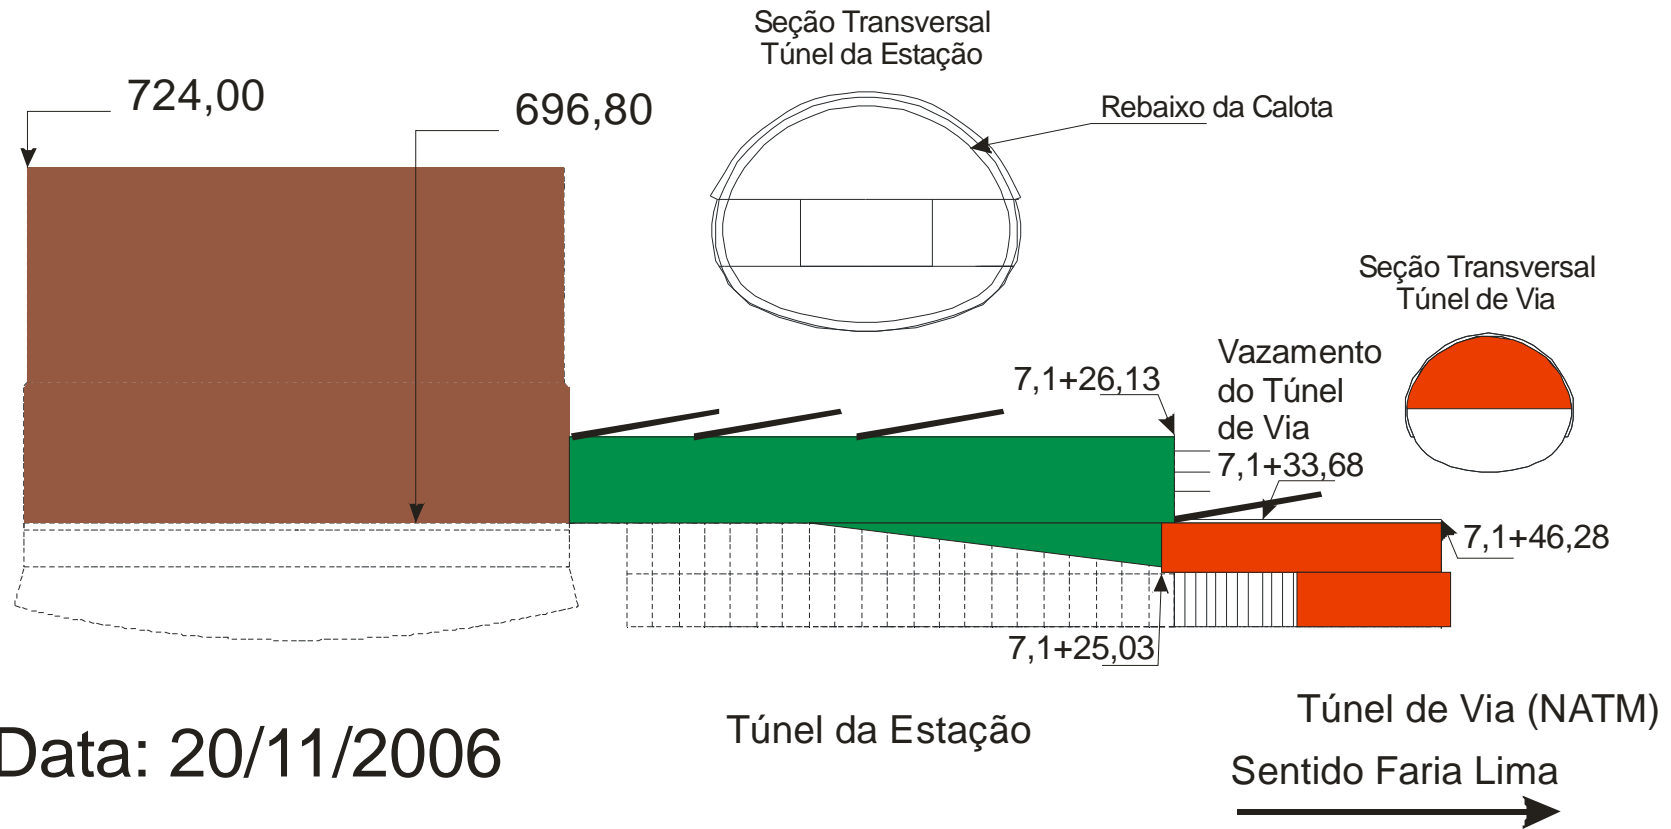 Seção Transversal
Túnel da Estação
724,00
696,80
Rebaixo da Calota
Seção Transversal
Túnel de Via
Vazamento
do Túnel
de Via
7,1+26,13
7,1+33,68
7,1+46,28
7,1+25,03
Túnel da Estação
Túnel de Via (NATM)
Data: 20/11/2006
Sentido Faria Lima